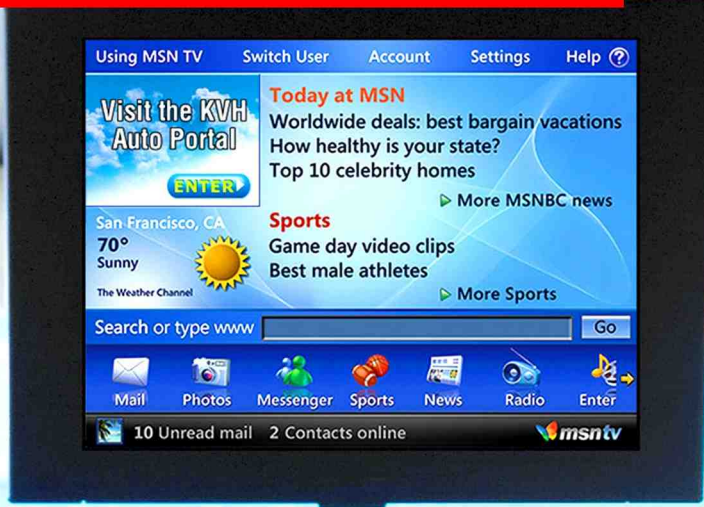 Using MSN TV
Switch User
Account
Settings
Help ?
Visit the KVH
Auto Portal
ENTER
Today at MSN
Worldwide deals: best bargain vacations
How healthy is your state?
Top 10 celebrity homes
More MSNBC news
San Francisco, CA
70°
Sunny
The Weather Channel
Sports
Game day video clips
Best male athletes
More Sports
Search or type www
Go
Mail
Photos
Messenger
Sports
News
Radio
Enter
10 Unread mail
2 Contacts online
msntv